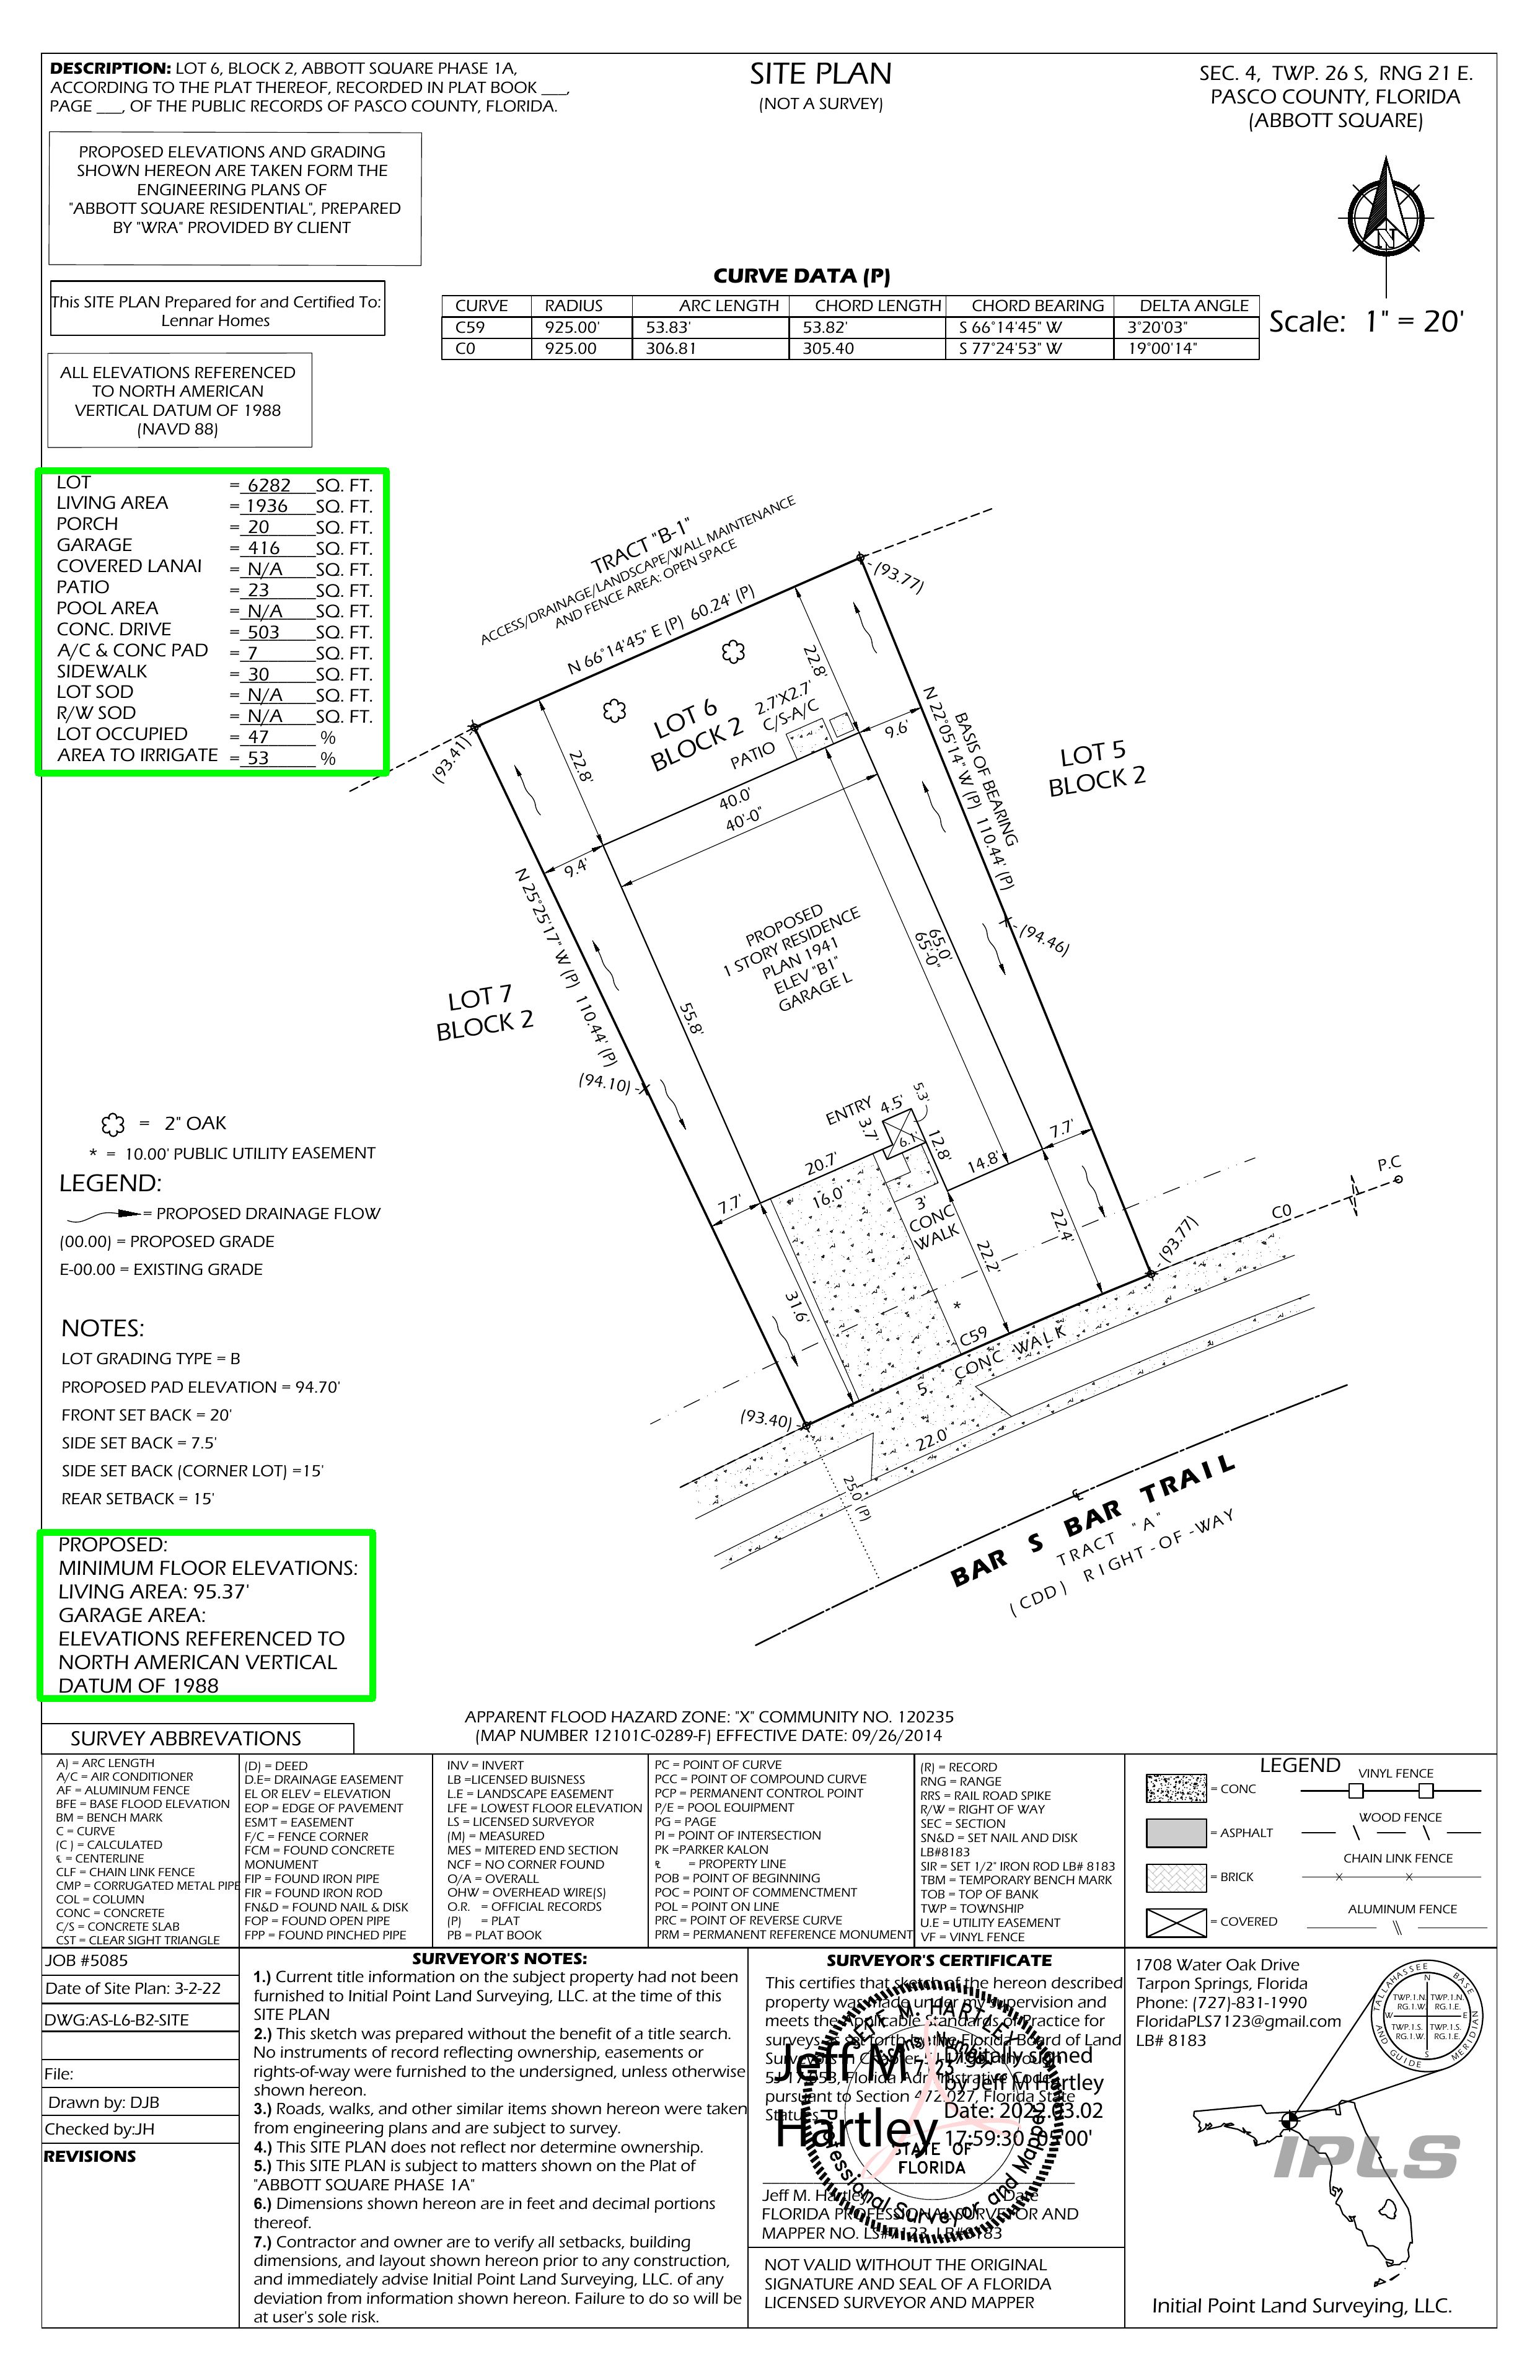 DESCRIPTION: LOT 6, BLOCK 2, ABBOTT SQUARE PHASE 1A,
ACCORDING TO THE PLAT THEREOF, RECORDED IN PLAT BOOK ___,
PAGE ___, OF THE PUBLIC RECORDS OF PASCO COUNTY, FLORIDA.
SITE PLAN
(NOT A SURVEY)
SEC. 4, TWP. 26 S, RNG 21 E.
PASCO COUNTY, FLORIDA
(ABBOTT SQUARE)
PROPOSED ELEVATIONS AND GRADING
SHOWN HEREON ARE TAKEN FORM THE
ENGINEERING PLANS OF
"ABBOTT SQUARE RESIDENTIAL", PREPARED
BY "WRA" PROVIDED BY CLIENT
N
This SITE PLAN Prepared for and Certified To:
Lennar Homes
CURVE DATA (P)
CURVE RADIUS ARC LENGTH CHORD LENGTH CHORD BEARING DELTA ANGLE
C59 925.00' 53.83' 53.82' S 66°14'45" W 3°20'03"
C0 925.00 306.81 305.40 S 77°24'53" W 19°00'14"
Scale: 1" = 20'
ALL ELEVATIONS REFERENCED
TO NORTH AMERICAN
VERTICAL DATUM OF 1988
(NAVD 88)
LOT = 6282 SQ. FT.
LIVING AREA = 1936 SQ. FT.
PORCH = 20 SQ. FT.
GARAGE = 416 SQ. FT.
COVERED LANAI = N/A SQ. FT.
PATIO = 23 SQ. FT.
POOL AREA = N/A SQ. FT.
CONC. DRIVE = 503 SQ. FT.
A/C & CONC PAD = 7 SQ. FT.
SIDEWALK = 30 SQ. FT.
LOT SOD = N/A SQ. FT.
R/W SOD = N/A SQ. FT.
LOT OCCUPIED = 47 %
AREA TO IRRIGATE = 53 %
TRACT "B-1"
ACCESS/DRAINAGE/LANDSCAPE/WALL MAINTENANCE
AND FENCE AREA: OPEN SPACE
N 66°14'45" E (P) 60.24' (P)
(93.77)
(93.41)
22.8'
22.8'
LOT 6
BLOCK 2
2.7'X2.7'
C/S-A/C
PATIO
9.6'
N 22°05'14" W (P) 110.44' (P)
BASIS OF BEARING
LOT 5
BLOCK 2
40.0'
40'-0"
9.4'
N 25°25'17" W (P) 110.44' (P)
PROPOSED
1 STORY RESIDENCE
PLAN 1941
ELEV "B1"
GARAGE L
65.0'
65'-0"
(94.46)
LOT 7
BLOCK 2
55.8'
(94.10)
ENTRY
4.5'
5.3'
3.7'
6.1'
12.8'
20.7'
16.0'
14.8'
7.7'
7.7'
3'
CONC
WALK
22.2'
22.4'
31.6'
*
C59
(93.77)
C0
P.C
(93.40)
5'
CONC WALK
22.0'
25.0' (P)
BAR S BAR TRAIL
TRACT "A"
(CDD) RIGHT-OF-WAY
= 2" OAK
* = 10.00' PUBLIC UTILITY EASEMENT
LEGEND:
= PROPOSED DRAINAGE FLOW
(00.00) = PROPOSED GRADE
E-00.00 = EXISTING GRADE
NOTES:
LOT GRADING TYPE = B
PROPOSED PAD ELEVATION = 94.70'
FRONT SET BACK = 20'
SIDE SET BACK = 7.5'
SIDE SET BACK (CORNER LOT) =15'
REAR SETBACK = 15'
PROPOSED:
MINIMUM FLOOR ELEVATIONS:
LIVING AREA: 95.37'
GARAGE AREA:
ELEVATIONS REFERENCED TO
NORTH AMERICAN VERTICAL
DATUM OF 1988
APPARENT FLOOD HAZARD ZONE: "X" COMMUNITY NO. 120235
(MAP NUMBER 12101C-0289-F) EFFECTIVE DATE: 09/26/2014
SURVEY ABBREVATIONS
A) = ARC LENGTH
A/C = AIR CONDITIONER
AF = ALUMINUM FENCE
BFE = BASE FLOOD ELEVATION
BM = BENCH MARK
C = CURVE
(C ) = CALCULATED
℄ = CENTERLINE
CLF = CHAIN LINK FENCE
CMP = CORRUGATED METAL PIPE
COL = COLUMN
CONC = CONCRETE
C/S = CONCRETE SLAB
CST = CLEAR SIGHT TRIANGLE
(D) = DEED
D.E= DRAINAGE EASEMENT
EL OR ELEV = ELEVATION
EOP = EDGE OF PAVEMENT
ESM'T = EASEMENT
F/C = FENCE CORNER
FCM = FOUND CONCRETE
MONUMENT
FIP = FOUND IRON PIPE
FIR = FOUND IRON ROD
FN&D = FOUND NAIL & DISK
FOP = FOUND OPEN PIPE
FPP = FOUND PINCHED PIPE
INV = INVERT
LB =LICENSED BUISNESS
L.E = LANDSCAPE EASEMENT
LFE = LOWEST FLOOR ELEVATION
LS = LICENSED SURVEYOR
(M) = MEASURED
MES = MITERED END SECTION
NCF = NO CORNER FOUND
O/A = OVERALL
OHW = OVERHEAD WIRE(S)
O.R. = OFFICIAL RECORDS
(P) = PLAT
PB = PLAT BOOK
PC = POINT OF CURVE
PCC = POINT OF COMPOUND CURVE
PCP = PERMANENT CONTROL POINT
P/E = POOL EQUIPMENT
PG = PAGE
PI = POINT OF INTERSECTION
PK =PARKER KALON
= PROPERTY LINE
POB = POINT OF BEGINNING
POC = POINT OF COMMENCTMENT
POL = POINT ON LINE
PRC = POINT OF REVERSE CURVE
PRM = PERMANENT REFERENCE MONUMENT
(R) = RECORD
RNG = RANGE
RRS = RAIL ROAD SPIKE
R/W = RIGHT OF WAY
SEC = SECTION
SN&D = SET NAIL AND DISK
LB#8183
SIR = SET 1/2" IRON ROD LB# 8183
TBM = TEMPORARY BENCH MARK
TOB = TOP OF BANK
TWP = TOWNSHIP
U.E = UTILITY EASEMENT
VF = VINYL FENCE
LEGEND
= CONC
= ASPHALT
= BRICK
= COVERED
VINYL FENCE
WOOD FENCE
CHAIN LINK FENCE
ALUMINUM FENCE
JOB #5085
Date of Site Plan: 3-2-22
DWG:AS-L6-B2-SITE
File:
Drawn by: DJB
Checked by:JH
REVISIONS
SURVEYOR'S NOTES:
1.) Current title information on the subject property had not been
furnished to Initial Point Land Surveying, LLC. at the time of this
SITE PLAN
2.) This sketch was prepared without the benefit of a title search.
No instruments of record reflecting ownership, easements or
rights-of-way were furnished to the undersigned, unless otherwise
shown hereon.
3.) Roads, walks, and other similar items shown hereon were taken
from engineering plans and are subject to survey.
4.) This SITE PLAN does not reflect nor determine ownership.
5.) This SITE PLAN is subject to matters shown on the Plat of
"ABBOTT SQUARE PHASE 1A"
6.) Dimensions shown hereon are in feet and decimal portions
thereof.
7.) Contractor and owner are to verify all setbacks, building
dimensions, and layout shown hereon prior to any construction,
and immediately advise Initial Point Land Surveying, LLC. of any
deviation from information shown hereon. Failure to do so will be
at user's sole risk.
SURVEYOR'S CERTIFICATE
This certifies that sketch of the hereon described
property was made under my supervision and
meets the applicable Standards of Practice for
surveys as set forth by the Florida Board of Land
Surveyors in Chapter
5J-17.053, Florida Administrative Code,
pursuant to Section 472.027, Florida State
Statues.
Jeff M
Hartley
Digitally signed
by Jeff M Hartley
Date: 2022.03.02
17:59:30 -05'00'
JEFF M. HARTLEY
STATE OF
FLORIDA
Professional Surveyor and Mapper
Jeff M. Hartley Date
FLORIDA PROFESSIONAL SURVEYOR AND
MAPPER NO. LS#7123, LB#8183
NOT VALID WITHOUT THE ORIGINAL
SIGNATURE AND SEAL OF A FLORIDA
LICENSED SURVEYOR AND MAPPER
1708 Water Oak Drive
Tarpon Springs, Florida
Phone: (727)-831-1990
FloridaPLS7123@gmail.com
LB# 8183
TALLAHASSEE BASE
AND GUIDE MERIDIAN
N
W E
S
TWP.1.N. TWP.1.N.
RG.1.W. RG.1.E.
TWP.1.S. TWP.1.S.
RG.1.W. RG.1.E.
IPLS
Initial Point Land Surveying, LLC.